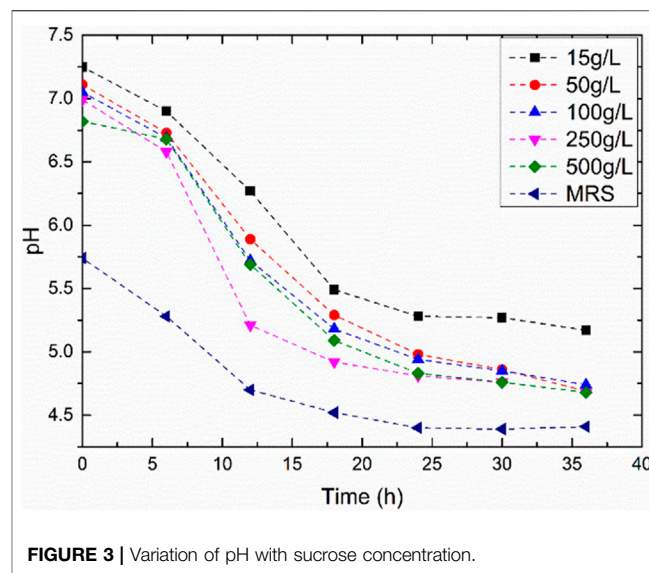 7.5
7.0
6.5
6.0
5.5
5.0
4.5
pH
15g/L
50g/L
100g/L
250g/L
500g/L
MRS
0 5 10 15 20 25 30 35 40
Time (h)
FIGURE 3 | Variation of pH with sucrose concentration.